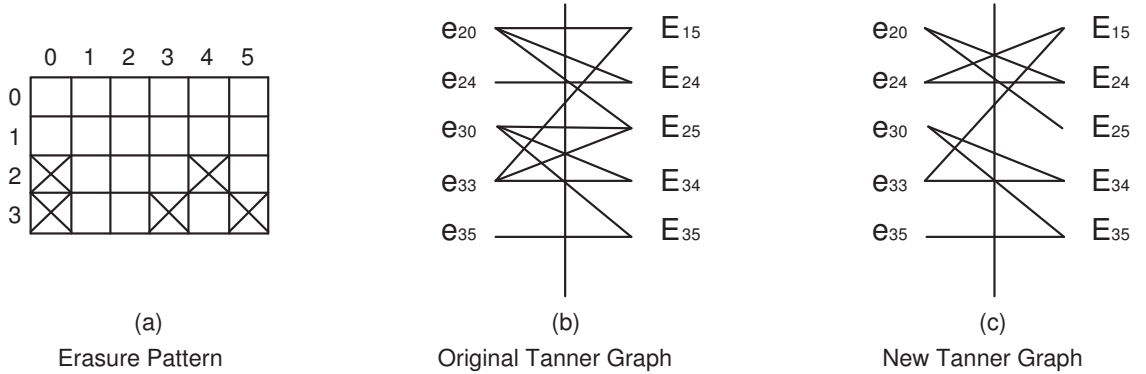 0 1 2 3 4 5
0
1
2
3
(a)
Erasure Pattern
e20 E15
e24 E24
e30 E25
e33 E34
e35 E35
(b)
Original Tanner Graph
e20 E15
e24 E24
e30 E25
e33 E34
e35 E35
(c)
New Tanner Graph